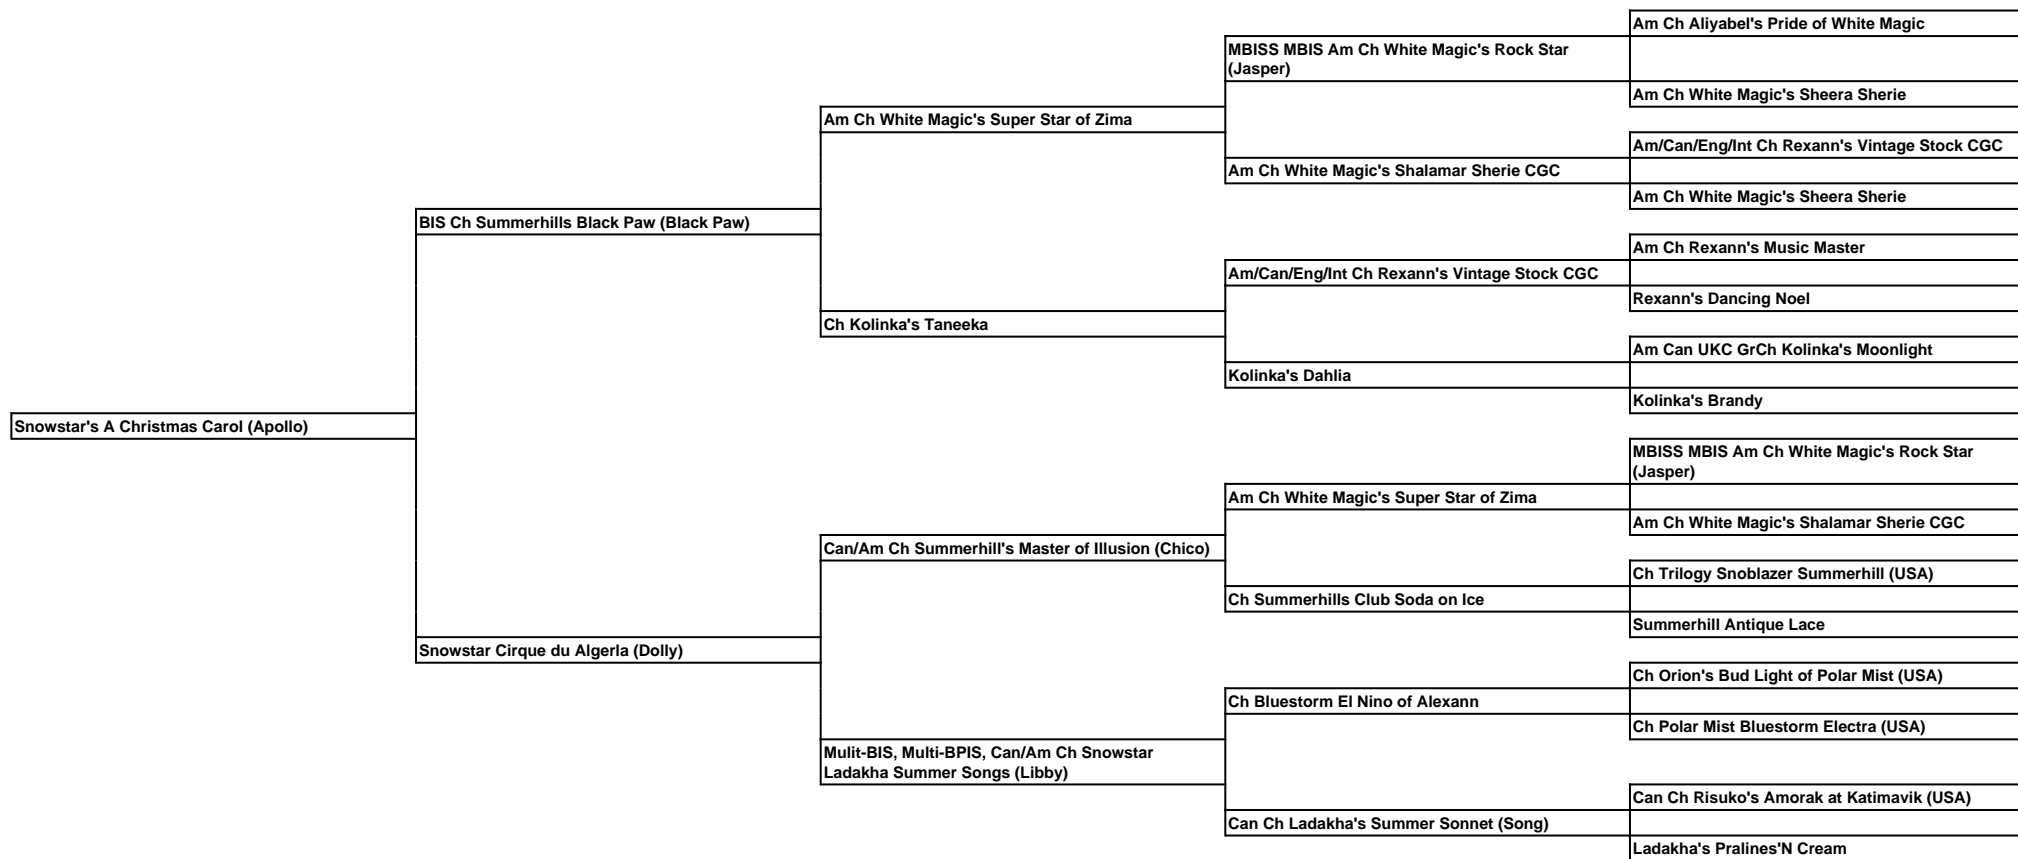 Am Ch Aliyabel's Pride of White Magic
MBISS MBIS Am Ch White Magic's Rock Star
(Jasper)
Am Ch White Magic's Sheera Sherie
Am Ch White Magic's Super Star of Zima
Am/Can/Eng/Int Ch Rexann's Vintage Stock CGC
Am Ch White Magic's Shalamar Sherie CGC
Am Ch White Magic's Sheera Sherie
BIS Ch Summerhills Black Paw (Black Paw)
Am Ch Rexann's Music Master
Am/Can/Eng/Int Ch Rexann's Vintage Stock CGC
Rexann's Dancing Noel
Ch Kolinka's Taneeka
Am Can UKC GrCh Kolinka's Moonlight
Kolinka's Dahlia
Kolinka's Brandy
Snowstar's A Christmas Carol (Apollo)
MBISS MBIS Am Ch White Magic's Rock Star
(Jasper)
Am Ch White Magic's Super Star of Zima
Am Ch White Magic's Shalamar Sherie CGC
Can/Am Ch Summerhill's Master of Illusion (Chico)
Ch Trilogy Snoblazer Summerhill (USA)
Ch Summerhills Club Soda on Ice
Summerhill Antique Lace
Snowstar Cirque du Algerla (Dolly)
Ch Orion's Bud Light of Polar Mist (USA)
Ch Bluestorm El Nino of Alexann
Ch Polar Mist Bluestorm Electra (USA)
Mulit-BIS, Multi-BPIS, Can/Am Ch Snowstar
Ladakha Summer Songs (Libby)
Can Ch Risuko's Amorak at Katimavik (USA)
Can Ch Ladakha's Summer Sonnet (Song)
Ladakha's Pralines'N Cream